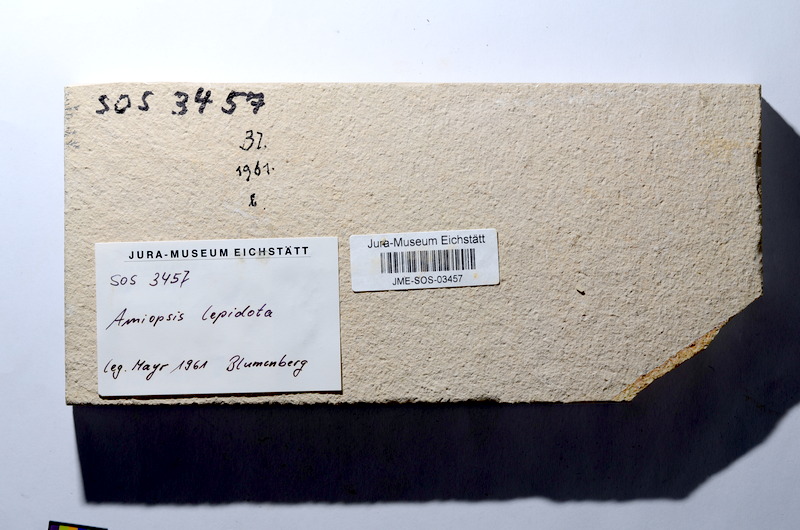 SOS 3457
Bl.
1961.
JURA-MUSEUM EICHSTÄTT
SOS 3457
Amiopsis lepidota
leg. Mayr 1961 Blumenberg
Jura-Museum Eichstätt
JME-SOS-03457